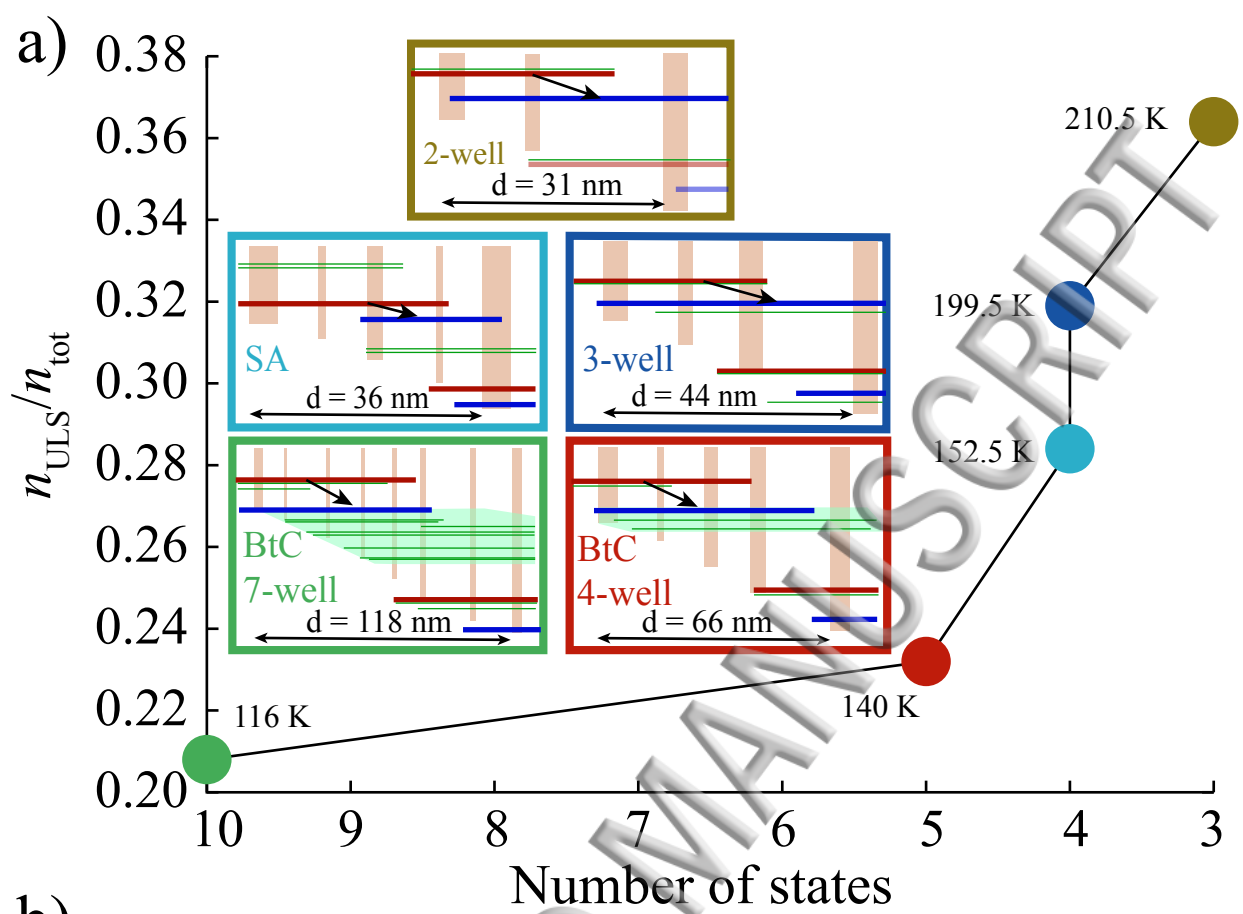 a)
0.38
0.36
0.34
0.32
0.30
0.28
0.26
0.24
0.22
0.20
nULS/ntot
2-well
d = 31 nm
SA
d = 36 nm
3-well
d = 44 nm
BtC
7-well
d = 118 nm
BtC
4-well
d = 66 nm
210.5 K
199.5 K
152.5 K
140 K
116 K
10 9 8 7 6 5 4 3
Number of states
MANUSCRIPT